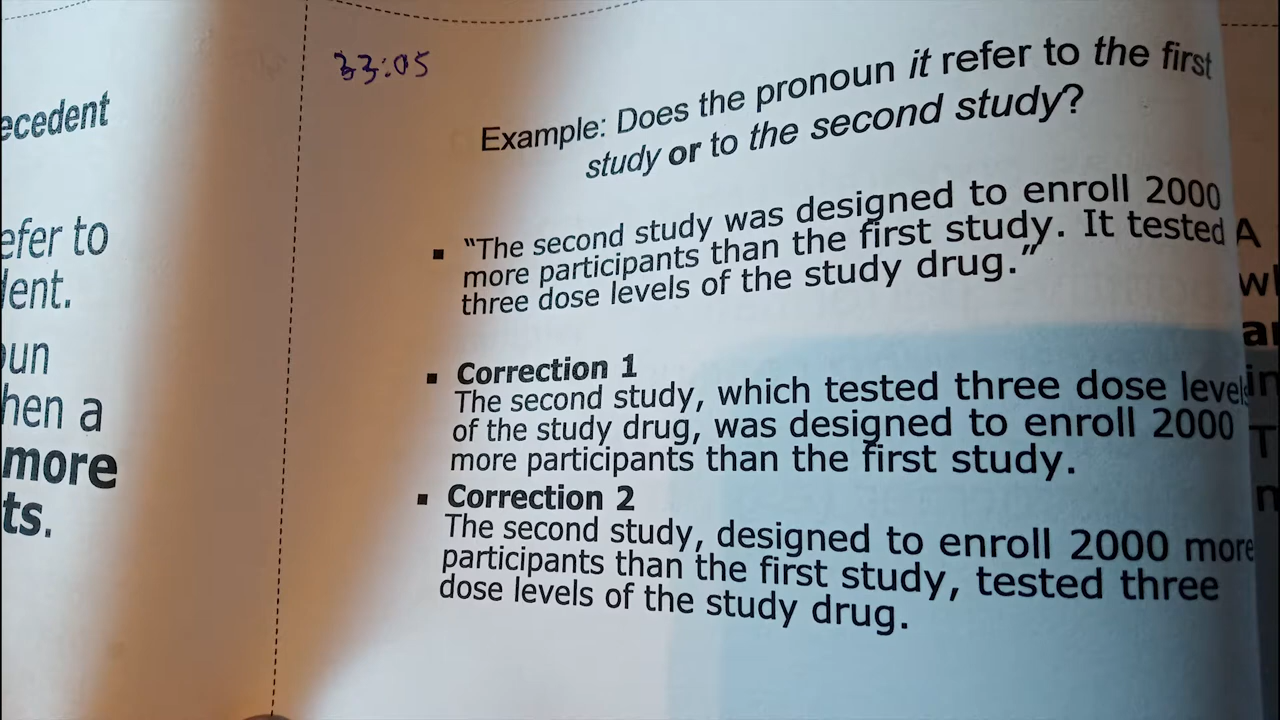 33:05
ecedent
efer to
lent.
oun
hen a
more
ts.
Example: Does the pronoun it refer to the first
study or to the second study?
▪ “The second study was designed to enroll 2000
more participants than the first study. It tested
three dose levels of the study drug.”
▪ Correction 1
The second study, which tested three dose levels
of the study drug, was designed to enroll 2000
more participants than the first study.
▪ Correction 2
The second study, designed to enroll 2000 more
participants than the first study, tested three
dose levels of the study drug.
A
wh
an
in
T
n